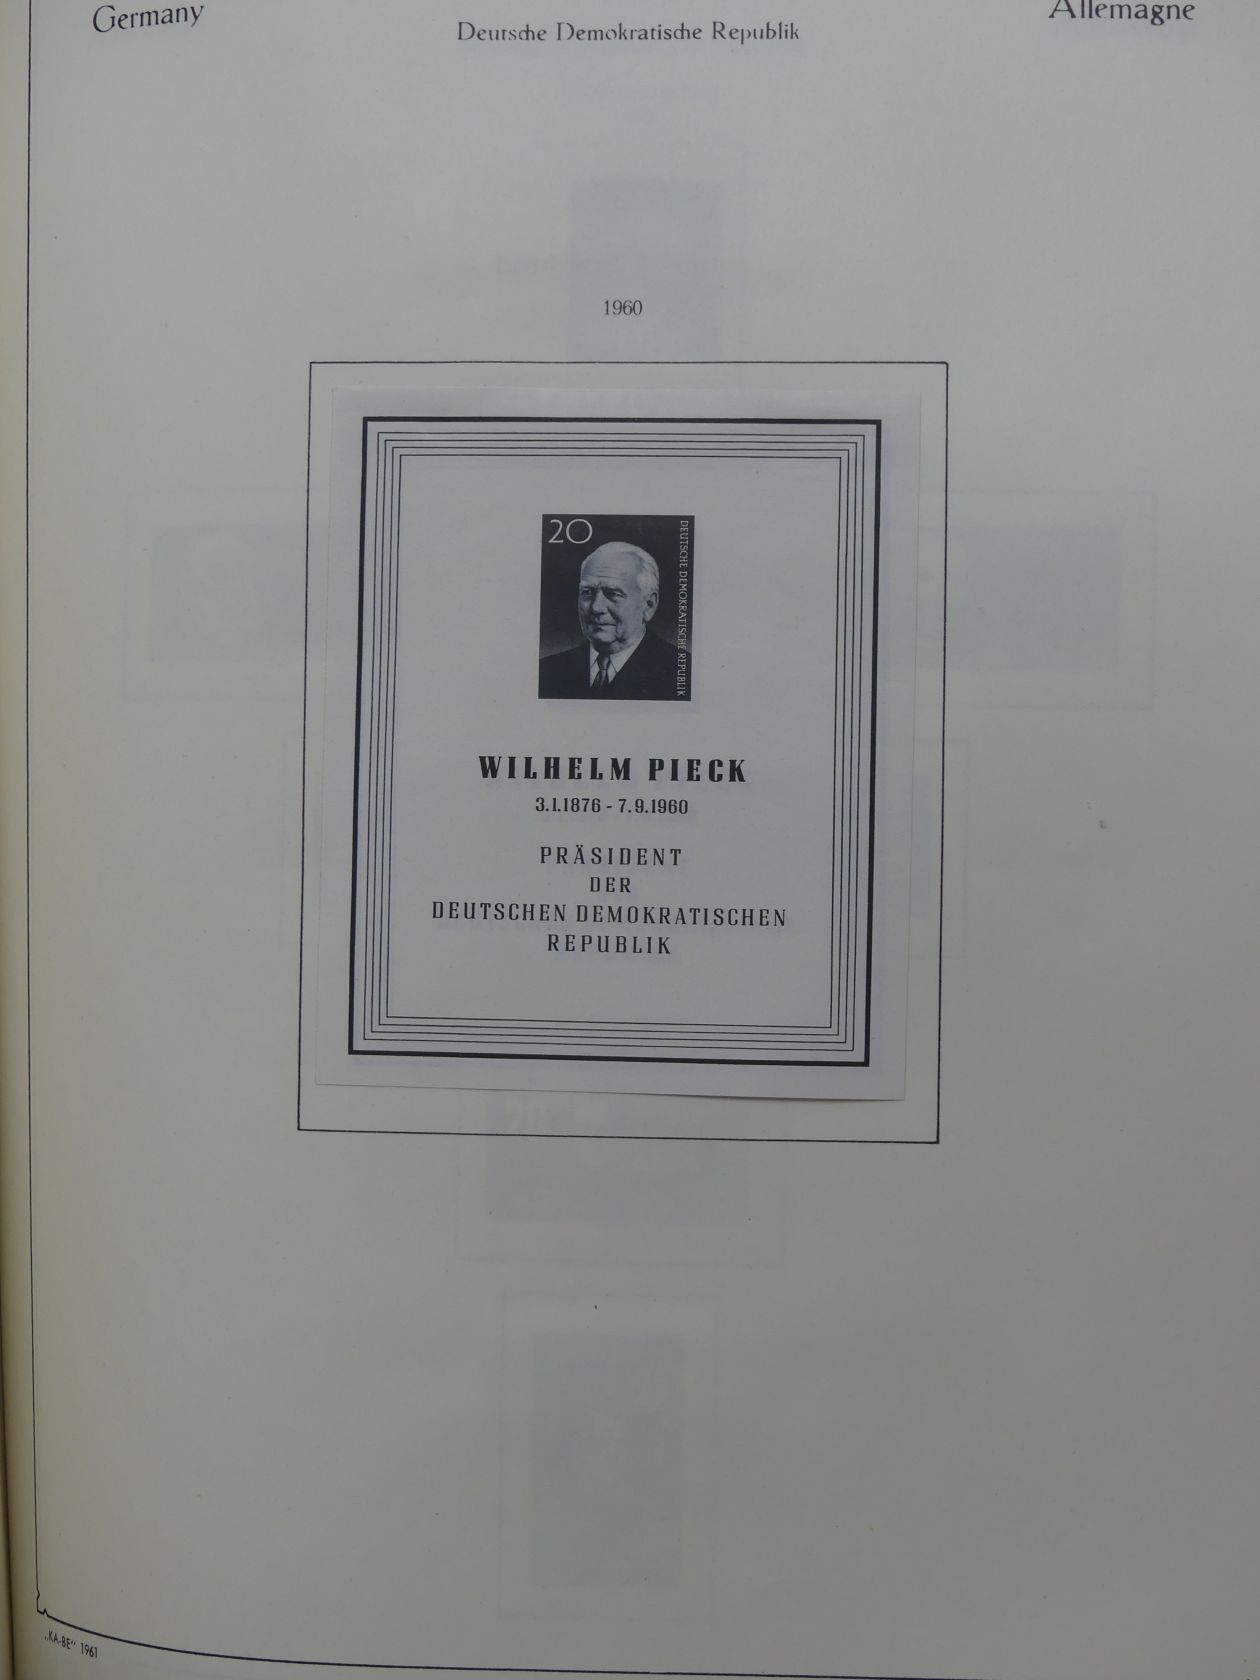 Germany
Deutsche Demokratische Republik
Allemagne
1960
20
DEUTSCHE DEMOKRATISCHE REPUBLIK
WILHELM PIECK
3.1.1876 - 7.9.1960
PRÄSIDENT
DER
DEUTSCHEN DEMOKRATISCHEN
REPUBLIK
„KA-BE“ 1961